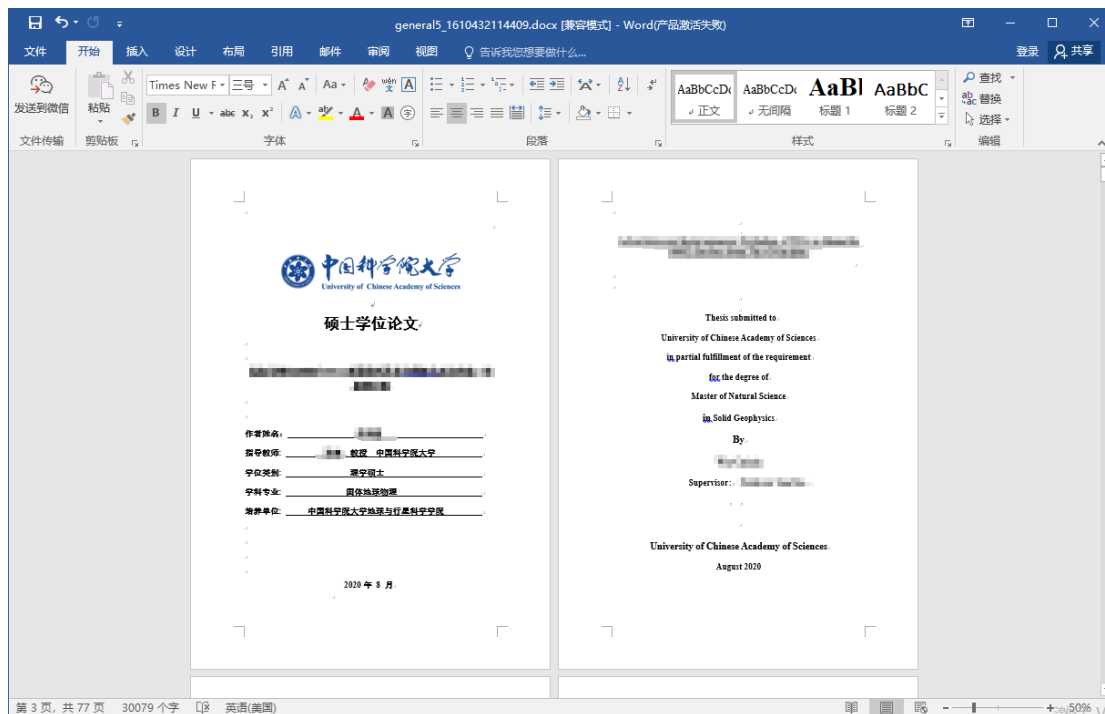 general5_1610432114409.docx [兼容模式] - Word(产品激活失败)
文件 开始 插入 设计 布局 引用 邮件 审阅 视图 告诉我您想要做什么... 登录 共享
Times New F 三号 A A Aa wén 变 A
查找
发送到微信 粘贴 AaBbCcDc AaBbCcDc AaBl AaBbC 替换
B I U abc X₂ X² A aby A A 字 正文 无间隔 标题 1 标题 2 选择
文件传输 剪贴板 字体 段落 样式 编辑
中国科学院大学
University of Chinese Academy of Sciences
硕士学位论文
作者姓名:
指导教师: 教授 中国科学院大学
学位类别: 理学硕士
学科专业: 固体地球物理
培养单位: 中国科学院大学地球与行星科学学院
2020 年 8 月
Thesis submitted to
University of Chinese Academy of Sciences
in partial fulfillment of the requirement
for the degree of
Master of Natural Science
in Solid Geophysics
By
Supervisor:
University of Chinese Academy of Sciences
August 2020
第 3 页，共 77 页 30079 个字 英语(美国) 50%